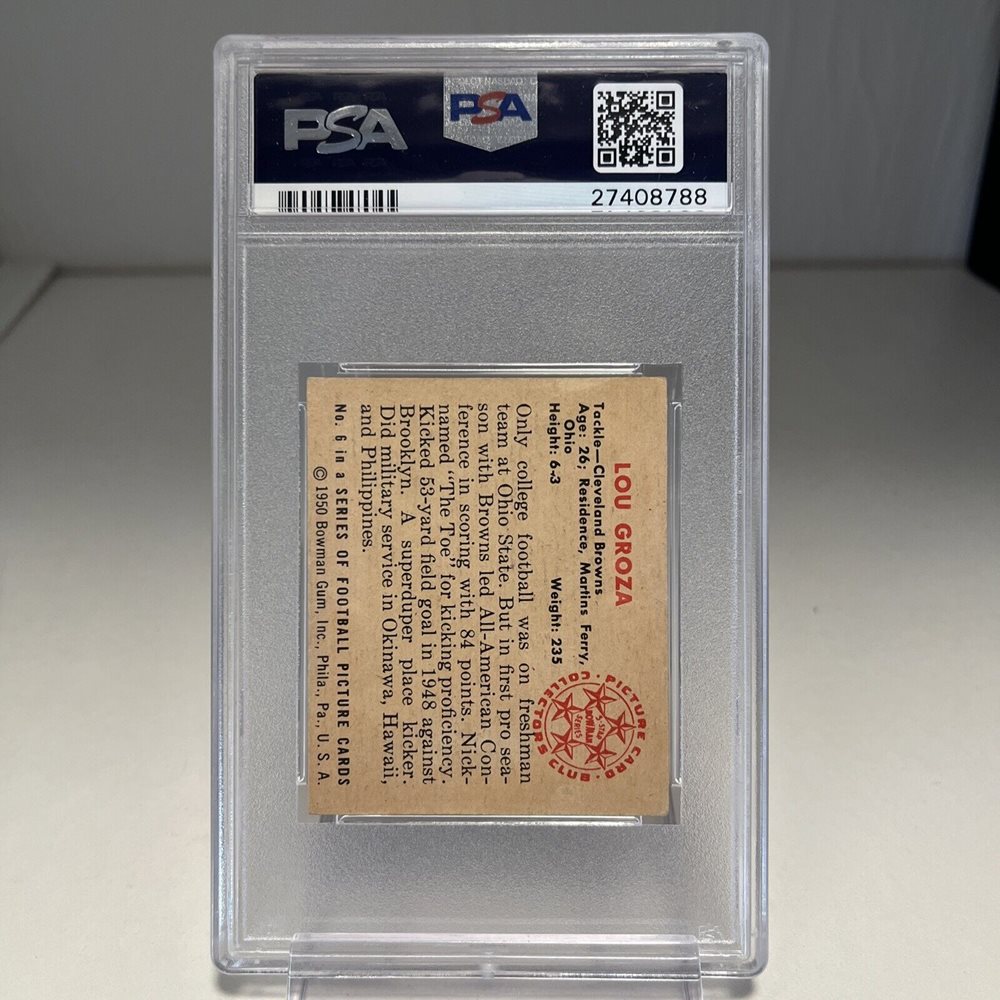 PSA
PSA
27408788
LOU GROZA
Tackle—Cleveland Browns
Age: 26; Residence, Martins Ferry,
Ohio
Height: 6-3 Weight: 235
PICTURE CARD
COLLECTORS CLUB
5-STAR
BOWMAN
SERIES
Only college football was on freshman
team at Ohio State. But in first pro sea-
son with Browns led All-American Con-
ference in scoring with 84 points. Nick-
named "The Toe" for kicking proficiency.
Kicked 53-yard field goal in 1948 against
Brooklyn. A superduper place kicker.
Did military service in Okinawa, Hawaii,
and Philippines.
No. 6 in a SERIES OF FOOTBALL PICTURE CARDS
© 1950 Bowman Gum, Inc., Phila., Pa., U. S. A.